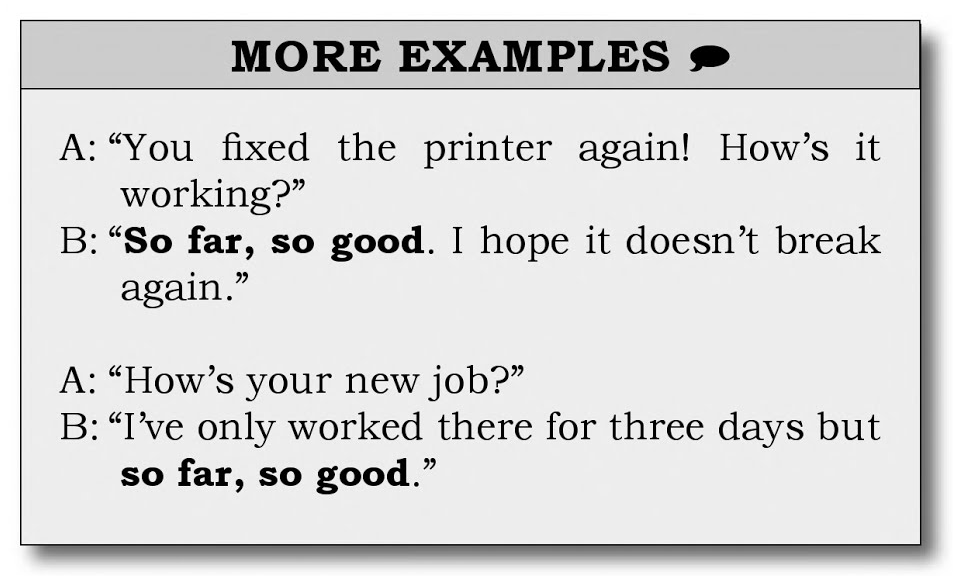 MORE EXAMPLES
A: “You fixed the printer again! How’s it
working?”
B: “So far, so good. I hope it doesn’t break
again.”
A: “How’s your new job?”
B: “I’ve only worked there for three days but
so far, so good.”